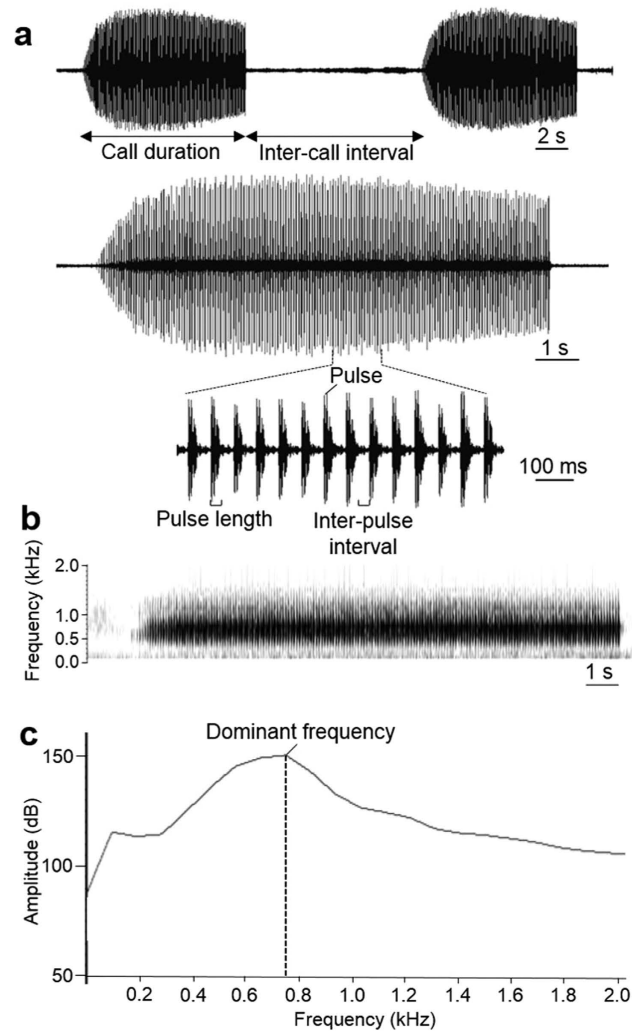 a
Call duration
Inter-call interval
2 s
1 s
Pulse
100 ms
Pulse length
Inter-pulse
interval
b
Frequency (kHz)
2.0
1.0
0.5
0.0
1 s
c
Dominant frequency
Amplitude (dB)
150
100
50
0.2 0.4 0.6 0.8 1.0 1.2 1.4 1.6 1.8 2.0
Frequency (kHz)